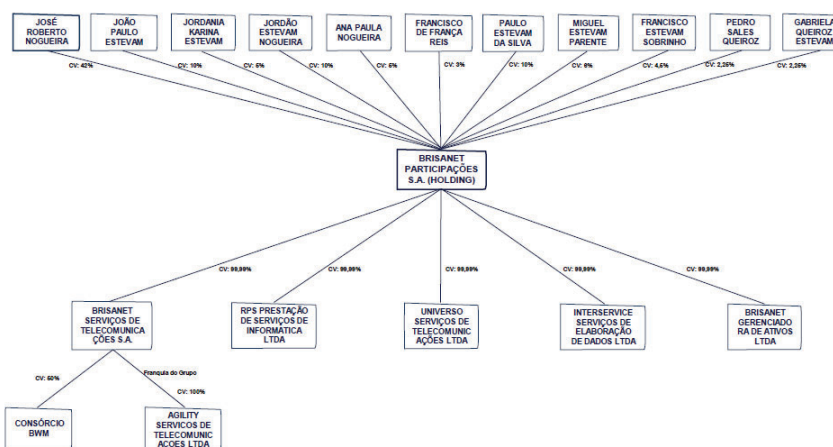 JOSÉ
ROBERTO
NOGUEIRA
JOÃO
PAULO
ESTEVAM
JORDANIA
KARINA
ESTEVAM
JORDÃO
ESTEVAM
NOGUEIRA
ANA PAULA
NOGUEIRA
FRANCISCO
DE FRANÇA
REIS
PAULO
ESTEVAM
DA SILVA
MIGUEL
ESTEVAM
PARENTE
FRANCISCO
ESTEVAM
SOBRINHO
PEDRO
SALES
QUEIROZ
GABRIELA
QUEIROZ
ESTEVAM
CV: 42%
CV: 10%
CV: 5%
CV: 10%
CV: 5%
CV: 3%
CV: 10%
CV: 6%
CV: 4,5%
CV: 2,25%
CV: 2,25%
BRISANET
PARTICIPAÇÕES
S.A. (HOLDING)
CV: 99,99%
CV: 99,99%
CV: 99,99%
CV: 99,99%
CV: 99,99%
BRISANET
SERVIÇOS DE
TELECOMUNICA
ÇÕES S.A.
RPS PRESTAÇÃO
DE SERVIÇOS DE
INFORMÁTICA
LTDA
UNIVERSO
SERVIÇOS DE
TELECOMUNIC
AÇÕES LTDA
INTERSERVICE
SERVIÇOS DE
ELABORAÇÃO
DE DADOS LTDA
BRISANET
GERENCIADO
RA DE ATIVOS
LTDA
CV: 50%
Franquia do Grupo
CV: 100%
CONSÓRCIO
BWM
AGILITY
SERVICOS DE
TELECOMUNIC
ACOES LTDA